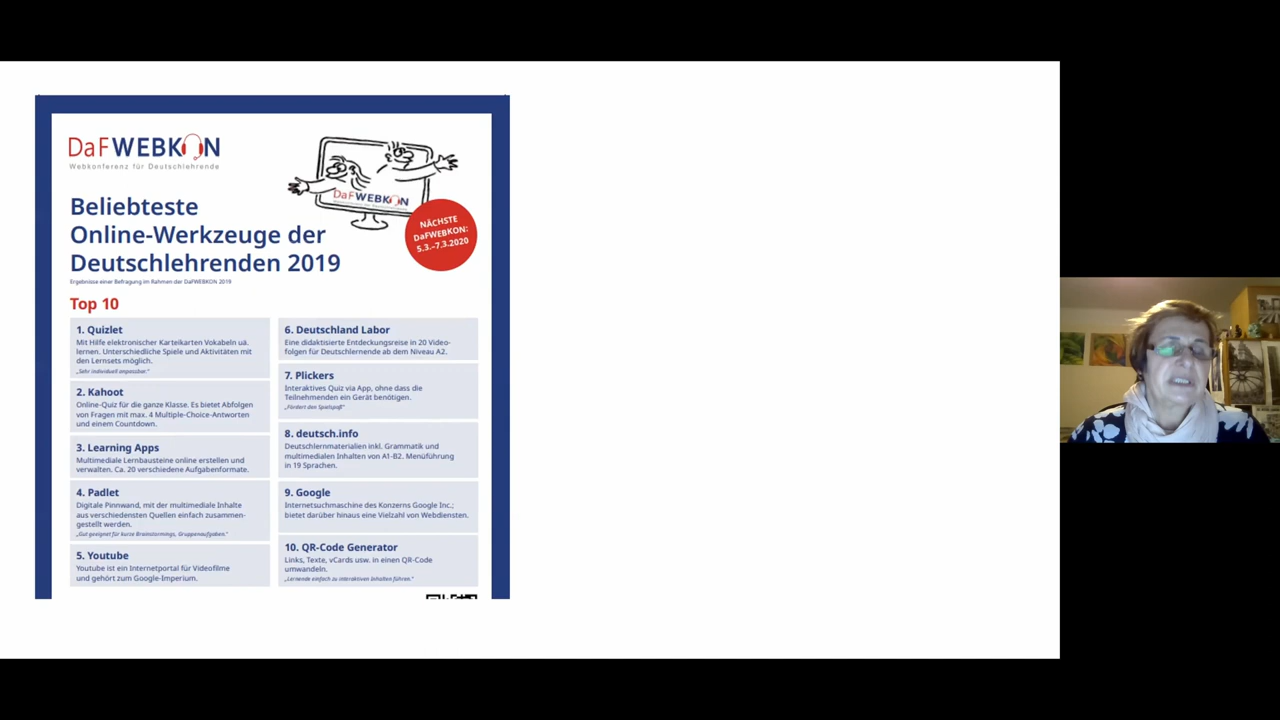 DaFWEBKON
Webkonferenz für Deutschlehrende
DaFWEBKON
NÄCHSTE
DaFWEBKON:
5.3.–7.3.2020
Beliebteste
Online-Werkzeuge der
Deutschlehrenden 2019
Ergebnisse einer Befragung im Rahmen der DaFWEBKON 2019
Top 10
1. Quizlet
Mit Hilfe elektronischer Karteikarten Vokabeln uä.
lernen. Unterschiedliche Spiele und Aktivitäten mit
den Lernsets möglich.
„Sehr individuell anpassbar.“
2. Kahoot
Online-Quiz für die ganze Klasse. Es bietet Abfolgen
von Fragen mit max. 4 Multiple-Choice-Antworten
und einem Countdown.
3. Learning Apps
Multimediale Lernbausteine online erstellen und
verwalten. Ca. 20 verschiedene Aufgabenformate.
4. Padlet
Digitale Pinnwand, mit der multimediale Inhalte
aus verschiedensten Quellen einfach zusammen-
gestellt werden.
„Gut geeignet für kurze Brainstormings, Gruppenaufgaben.“
5. Youtube
Youtube ist ein Internetportal für Videofilme
und gehört zum Google-Imperium.
6. Deutschland Labor
Eine didaktisierte Entdeckungsreise in 20 Video-
folgen für Deutschlernende ab dem Niveau A2.
7. Plickers
Interaktives Quiz via App, ohne dass die
Teilnehmenden ein Gerät benötigen.
„Fördert den Spielspaß“
8. deutsch.info
Deutschlernmaterialien inkl. Grammatik und
multimedialen Inhalten von A1-B2. Menüführung
in 19 Sprachen.
9. Google
Internetsuchmaschine des Konzerns Google Inc.;
bietet darüber hinaus eine Vielzahl von Webdiensten.
10. QR-Code Generator
Links, Texte, vCards usw. in einen QR-Code
umwandeln.
„Lernende einfach zu interaktiven Inhalten führen.“